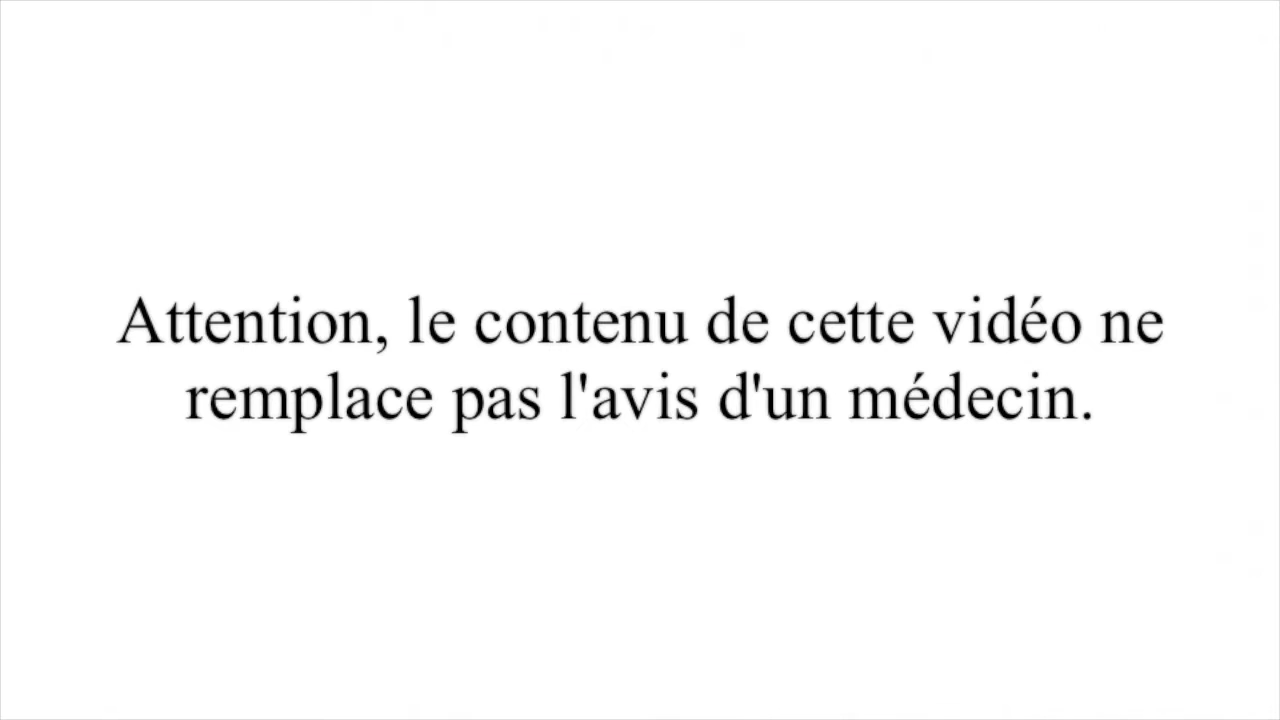 Attention, le contenu de cette vidéo ne
remplace pas l'avis d'un médecin.